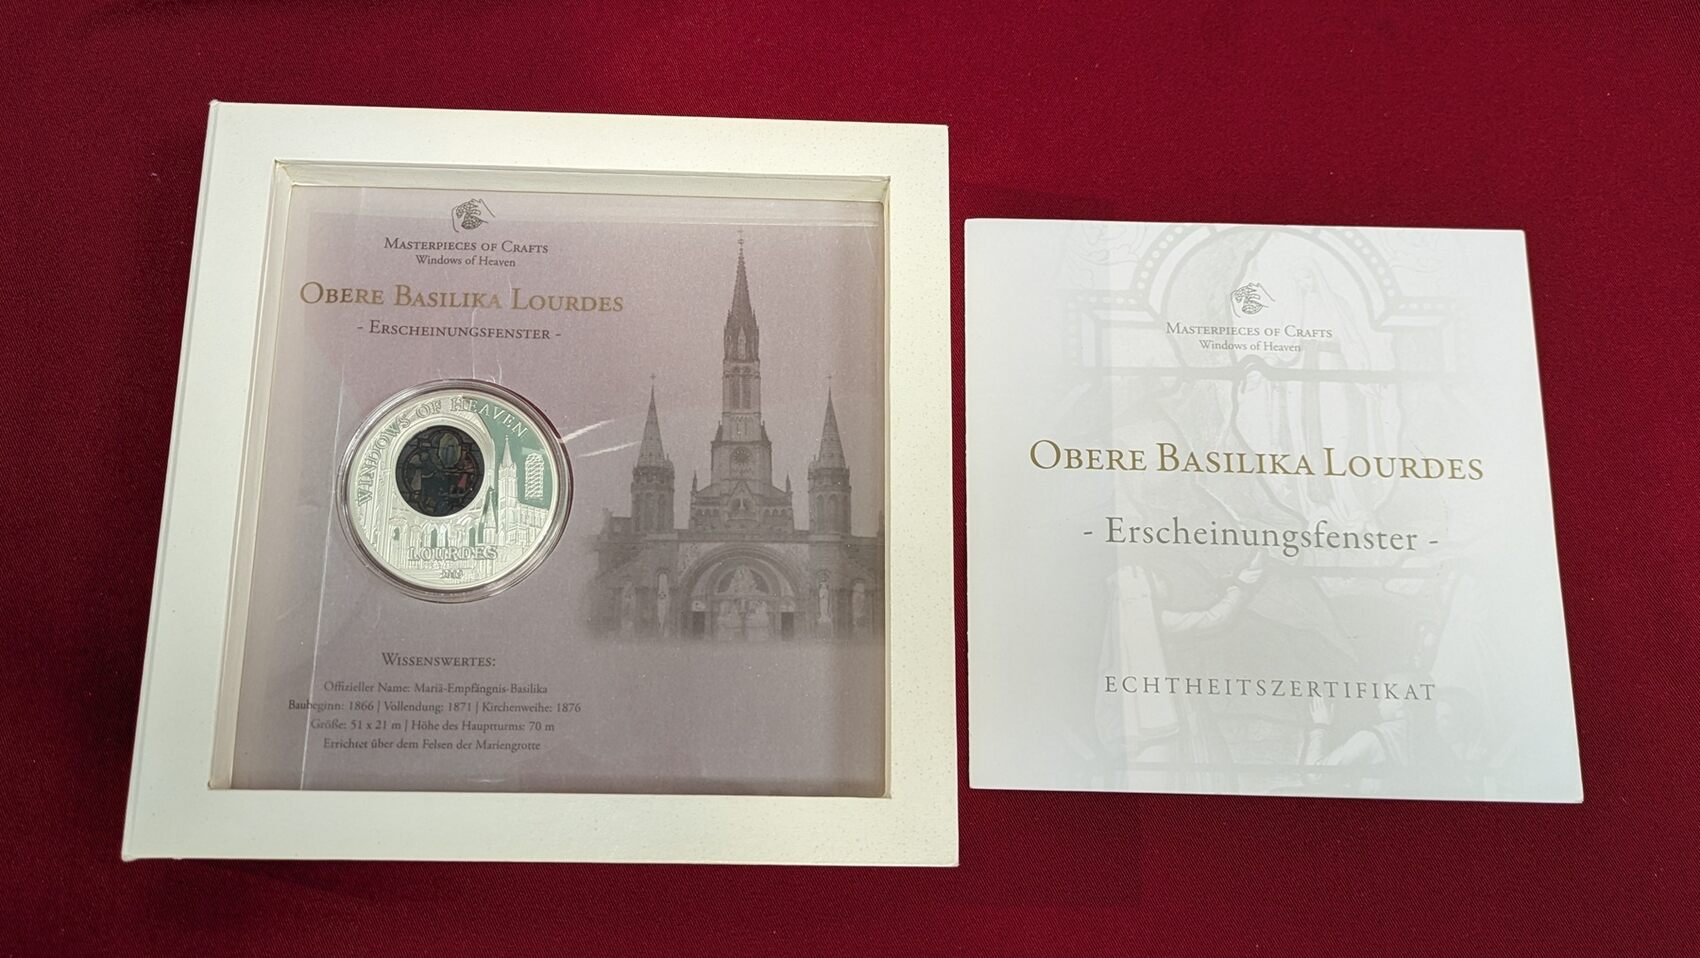 MASTERPIECES OF CRAFTS
Windows of Heaven
OBERE BASILIKA LOURDES
- ERSCHEINUNGSFENSTER -
WINDOWS OF HEAVEN
LOURDES
WISSENSWERTES:
Offizieller Name: Mariä-Empfängnis-Basilika
Baubeginn: 1866 | Vollendung: 1871 | Kirchenweihe: 1876
Größe: 51 x 21 m | Höhe des Hauptturms: 70 m
Errichtet über dem Felsen der Mariengrotte
MASTERPIECES OF CRAFTS
Windows of Heaven
OBERE BASILIKA LOURDES
- Erscheinungsfenster -
ECHTHEITSZERTIFIKAT